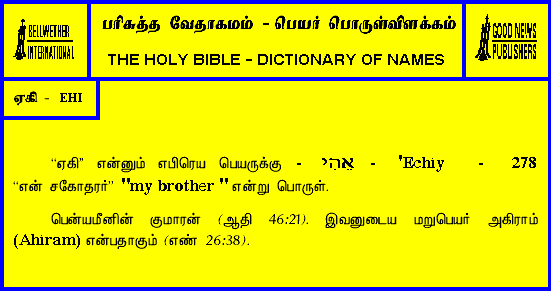 BELLWETHER
INTERNATIONAL
பரிசுத்த வேதாகமம் - பெயர் பொருள்விளக்கம்
THE HOLY BIBLE - DICTIONARY OF NAMES
GOOD NEWS
PUBLISHERS
ஏகி - EHI
“ஏகி” என்னும் எபிரெய பெயருக்கு - אֵהִי - 'Echiy - 278
“என் சகோதரர்” "my brother " என்று பொருள்.
பென்யமீனின் குமாரன் (ஆதி 46:21). இவனுடைய மறுபெயர் அகிராம்
(Ahiram) என்பதாகும் (எண் 26:38).